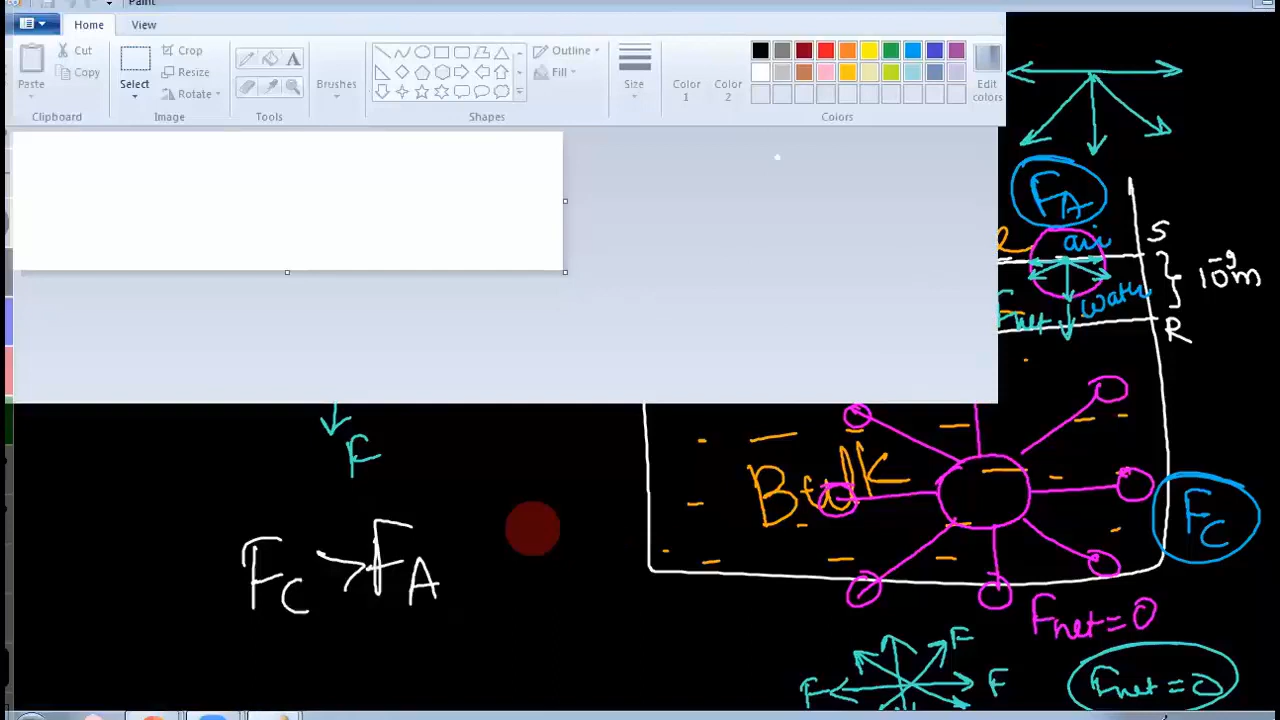 Paint
Home View
Cut
Copy
Paste
Clipboard
Select
Crop
Resize
Rotate
Image
Tools
Brushes
Outline
Fill
Shapes
Size
Color 1
Color 2
Edit colors
Colors
FA
air
water
Fnet
S
R
10⁻⁹m
F
Bulk
FC
FC > FA
Fnet=0
F
F
F
Fnet=0